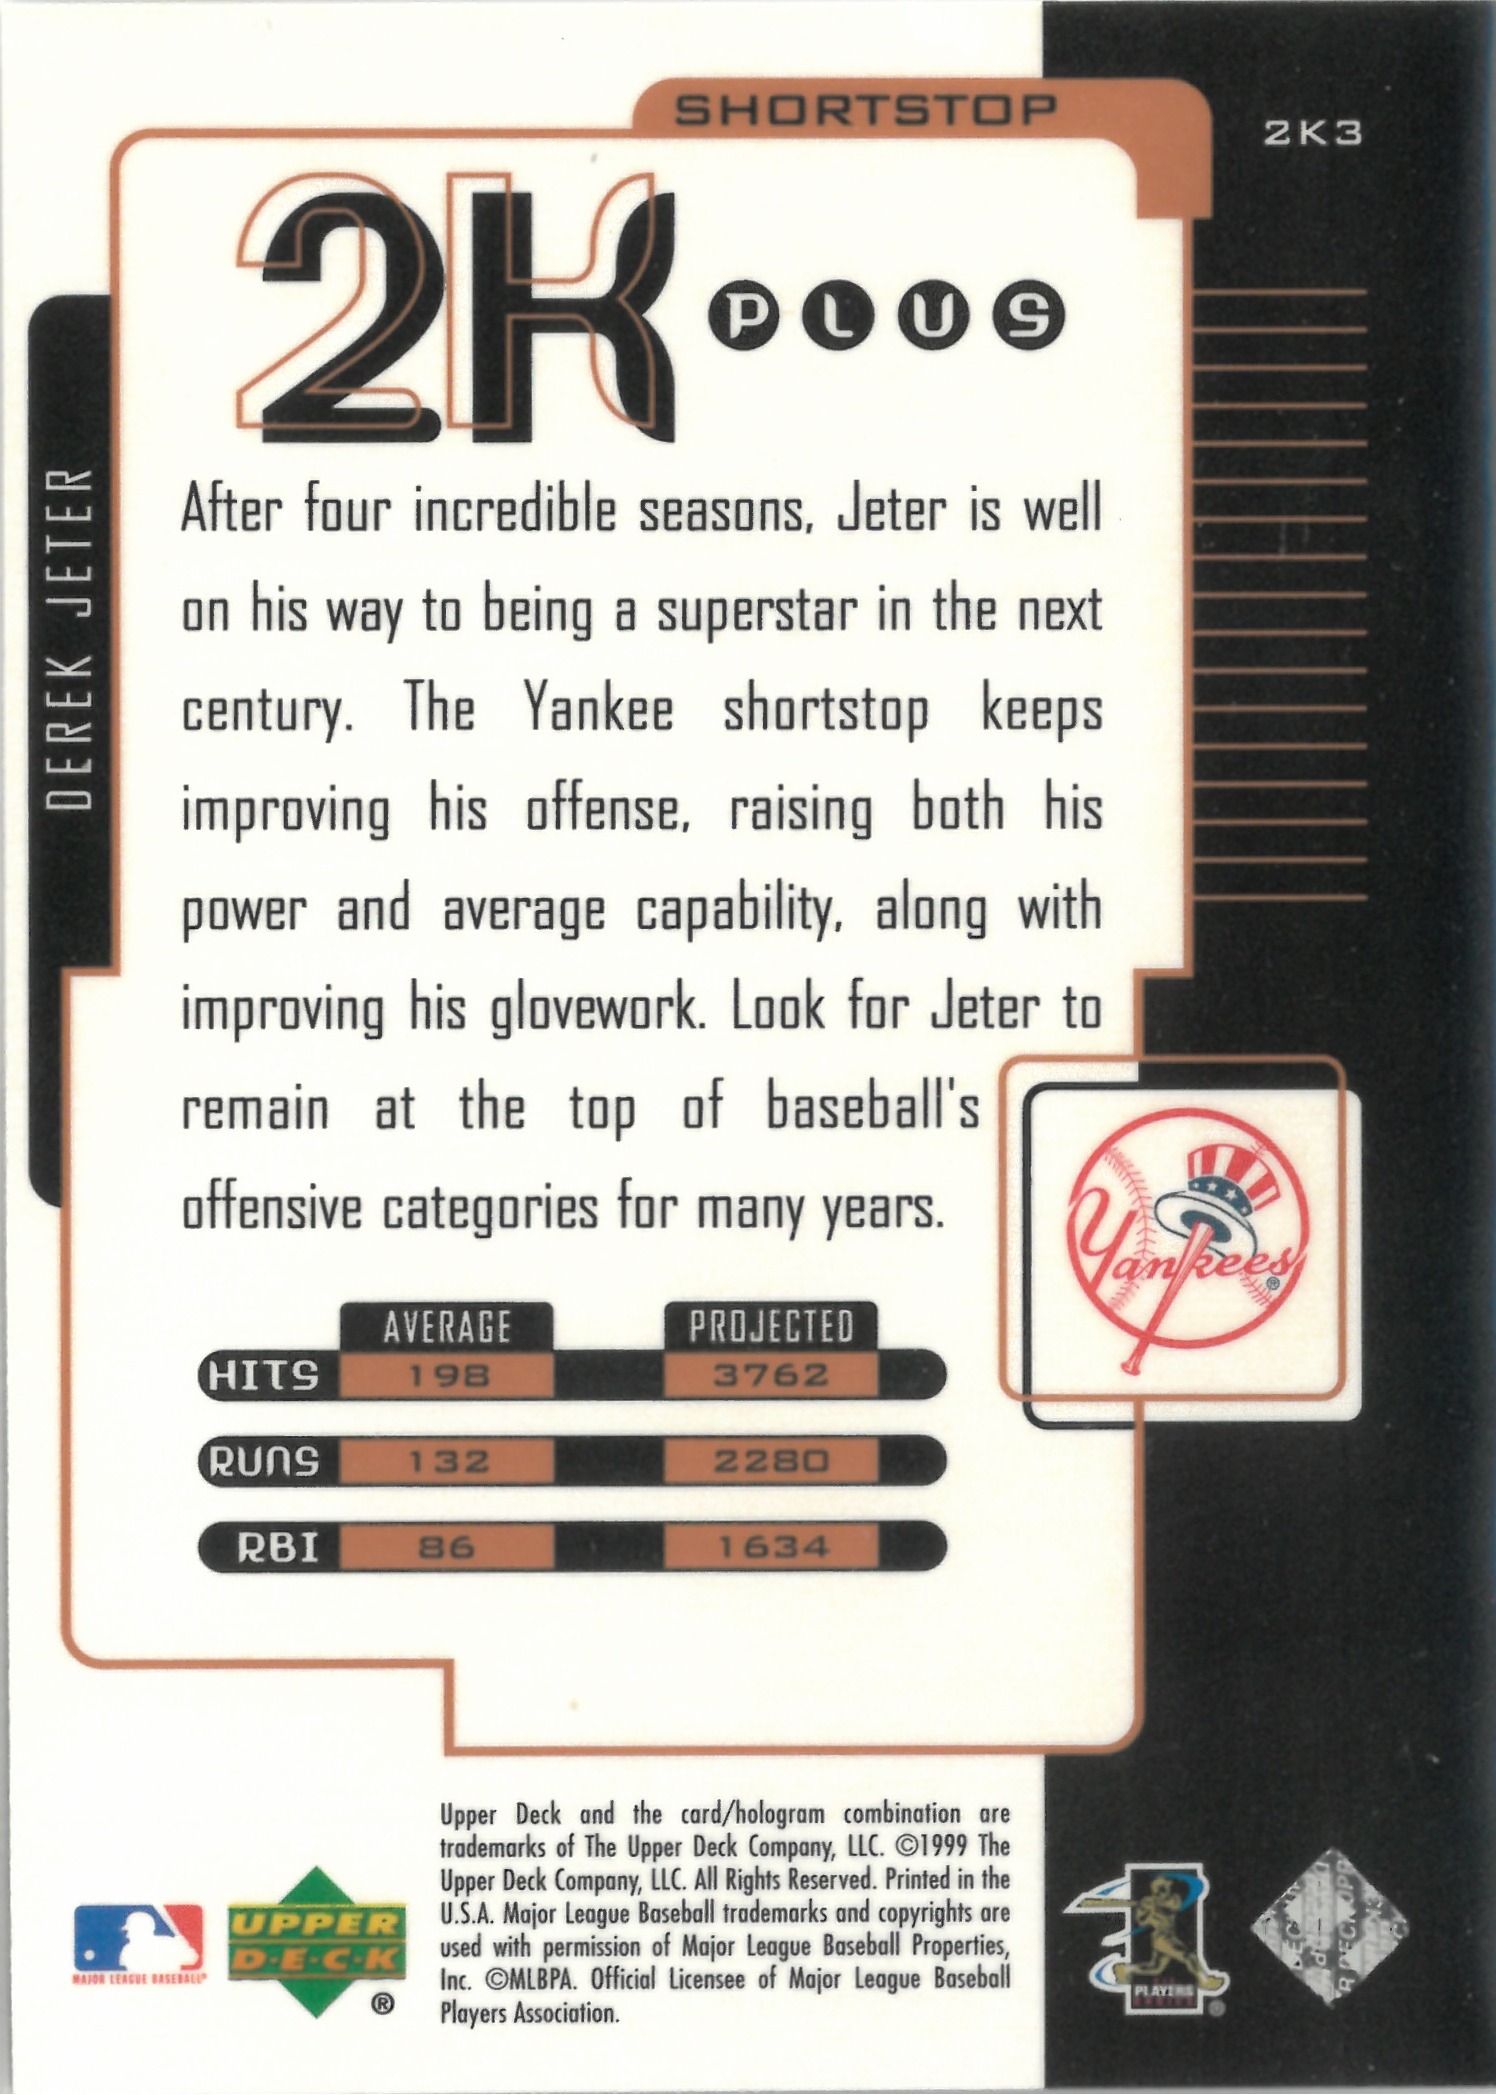 SHORTSTOP
2K3
2K PLUS
DEREK JETER
After four incredible seasons, Jeter is well
on his way to being a superstar in the next
century. The Yankee shortstop keeps
improving his offense, raising both his
power and average capability, along with
improving his glovework. Look for Jeter to
remain at the top of baseball's
offensive categories for many years.
Yankees®
AVERAGE PROJECTED
HITS 198 3762
RUNS 132 2280
RBI 86 1634
Upper Deck and the card/hologram combination are
trademarks of The Upper Deck Company, LLC. ©1999 The
Upper Deck Company, LLC. All Rights Reserved. Printed in the
U.S.A. Major League Baseball trademarks and copyrights are
used with permission of Major League Baseball Properties,
Inc. ©MLBPA. Official Licensee of Major League Baseball
Players Association.
MAJOR LEAGUE BASEBALL®
UPPER
D·E·C·K
®
PLAYERS